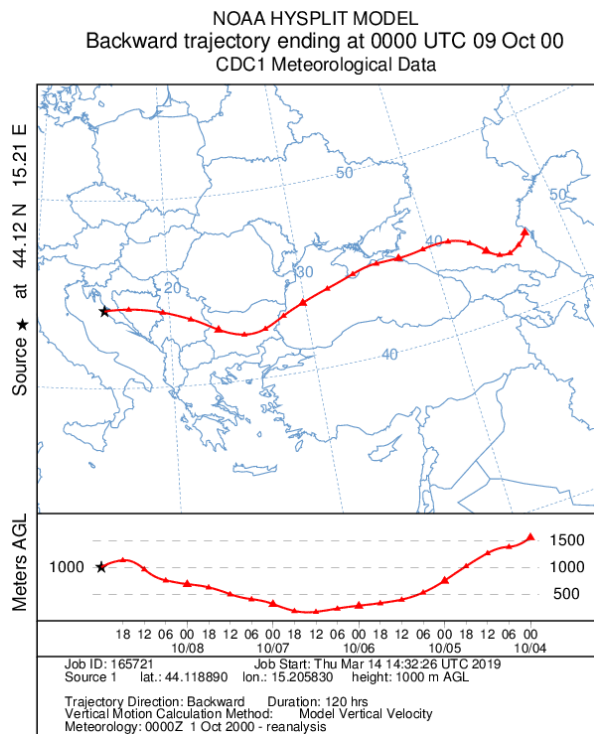 NOAA HYSPLIT MODEL
Backward trajectory ending at 0000 UTC 09 Oct 00
CDC1 Meteorological Data
Source ★ at 44.12 N 15.21 E
50
50
40
30
20
40
Meters AGL
1500
1000
1000
500
18 12 06 00 18 12 06 00 18 12 06 00 18 12 06 00 18 12 06 00
10/08 10/07 10/06 10/05 10/04
Job ID: 165721 Job Start: Thu Mar 14 14:32:26 UTC 2019
Source 1 lat.: 44.118890 lon.: 15.205830 height: 1000 m AGL
Trajectory Direction: Backward Duration: 120 hrs
Vertical Motion Calculation Method: Model Vertical Velocity
Meteorology: 0000Z 1 Oct 2000 - reanalysis